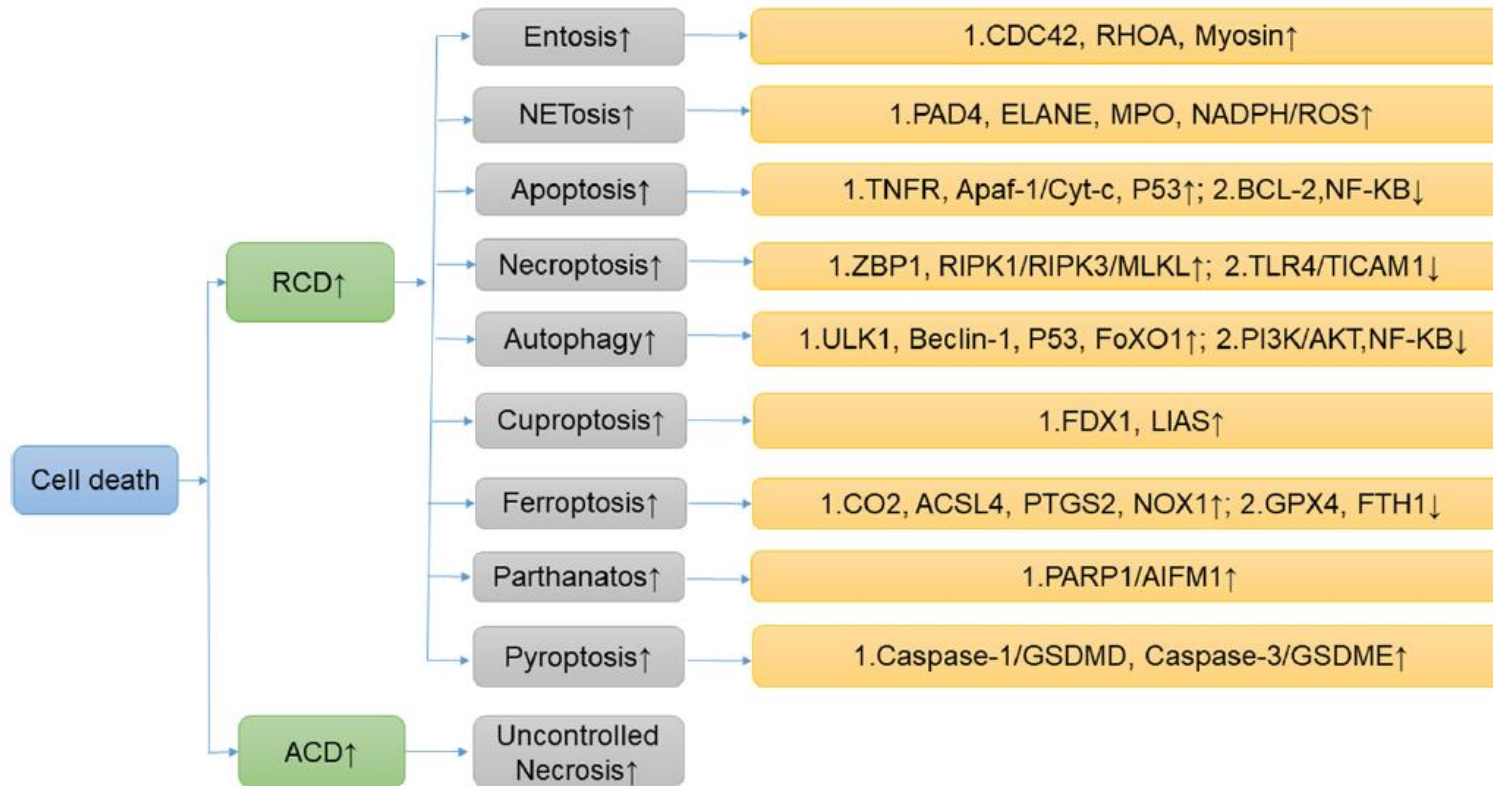 Entosis↑
1.CDC42, RHOA, Myosin↑
NETosis↑
1.PAD4, ELANE, MPO, NADPH/ROS↑
Apoptosis↑
1.TNFR, Apaf-1/Cyt-c, P53↑; 2.BCL-2,NF-KB↓
RCD↑
Necroptosis↑
1.ZBP1, RIPK1/RIPK3/MLKL↑; 2.TLR4/TICAM1↓
Autophagy↑
1.ULK1, Beclin-1, P53, FoXO1↑; 2.PI3K/AKT,NF-KB↓
Cuproptosis↑
1.FDX1, LIAS↑
Cell death
Ferroptosis↑
1.CO2, ACSL4, PTGS2, NOX1↑; 2.GPX4, FTH1↓
Parthanatos↑
1.PARP1/AIFM1↑
Pyroptosis↑
1.Caspase-1/GSDMD, Caspase-3/GSDME↑
ACD↑
Uncontrolled
Necrosis↑